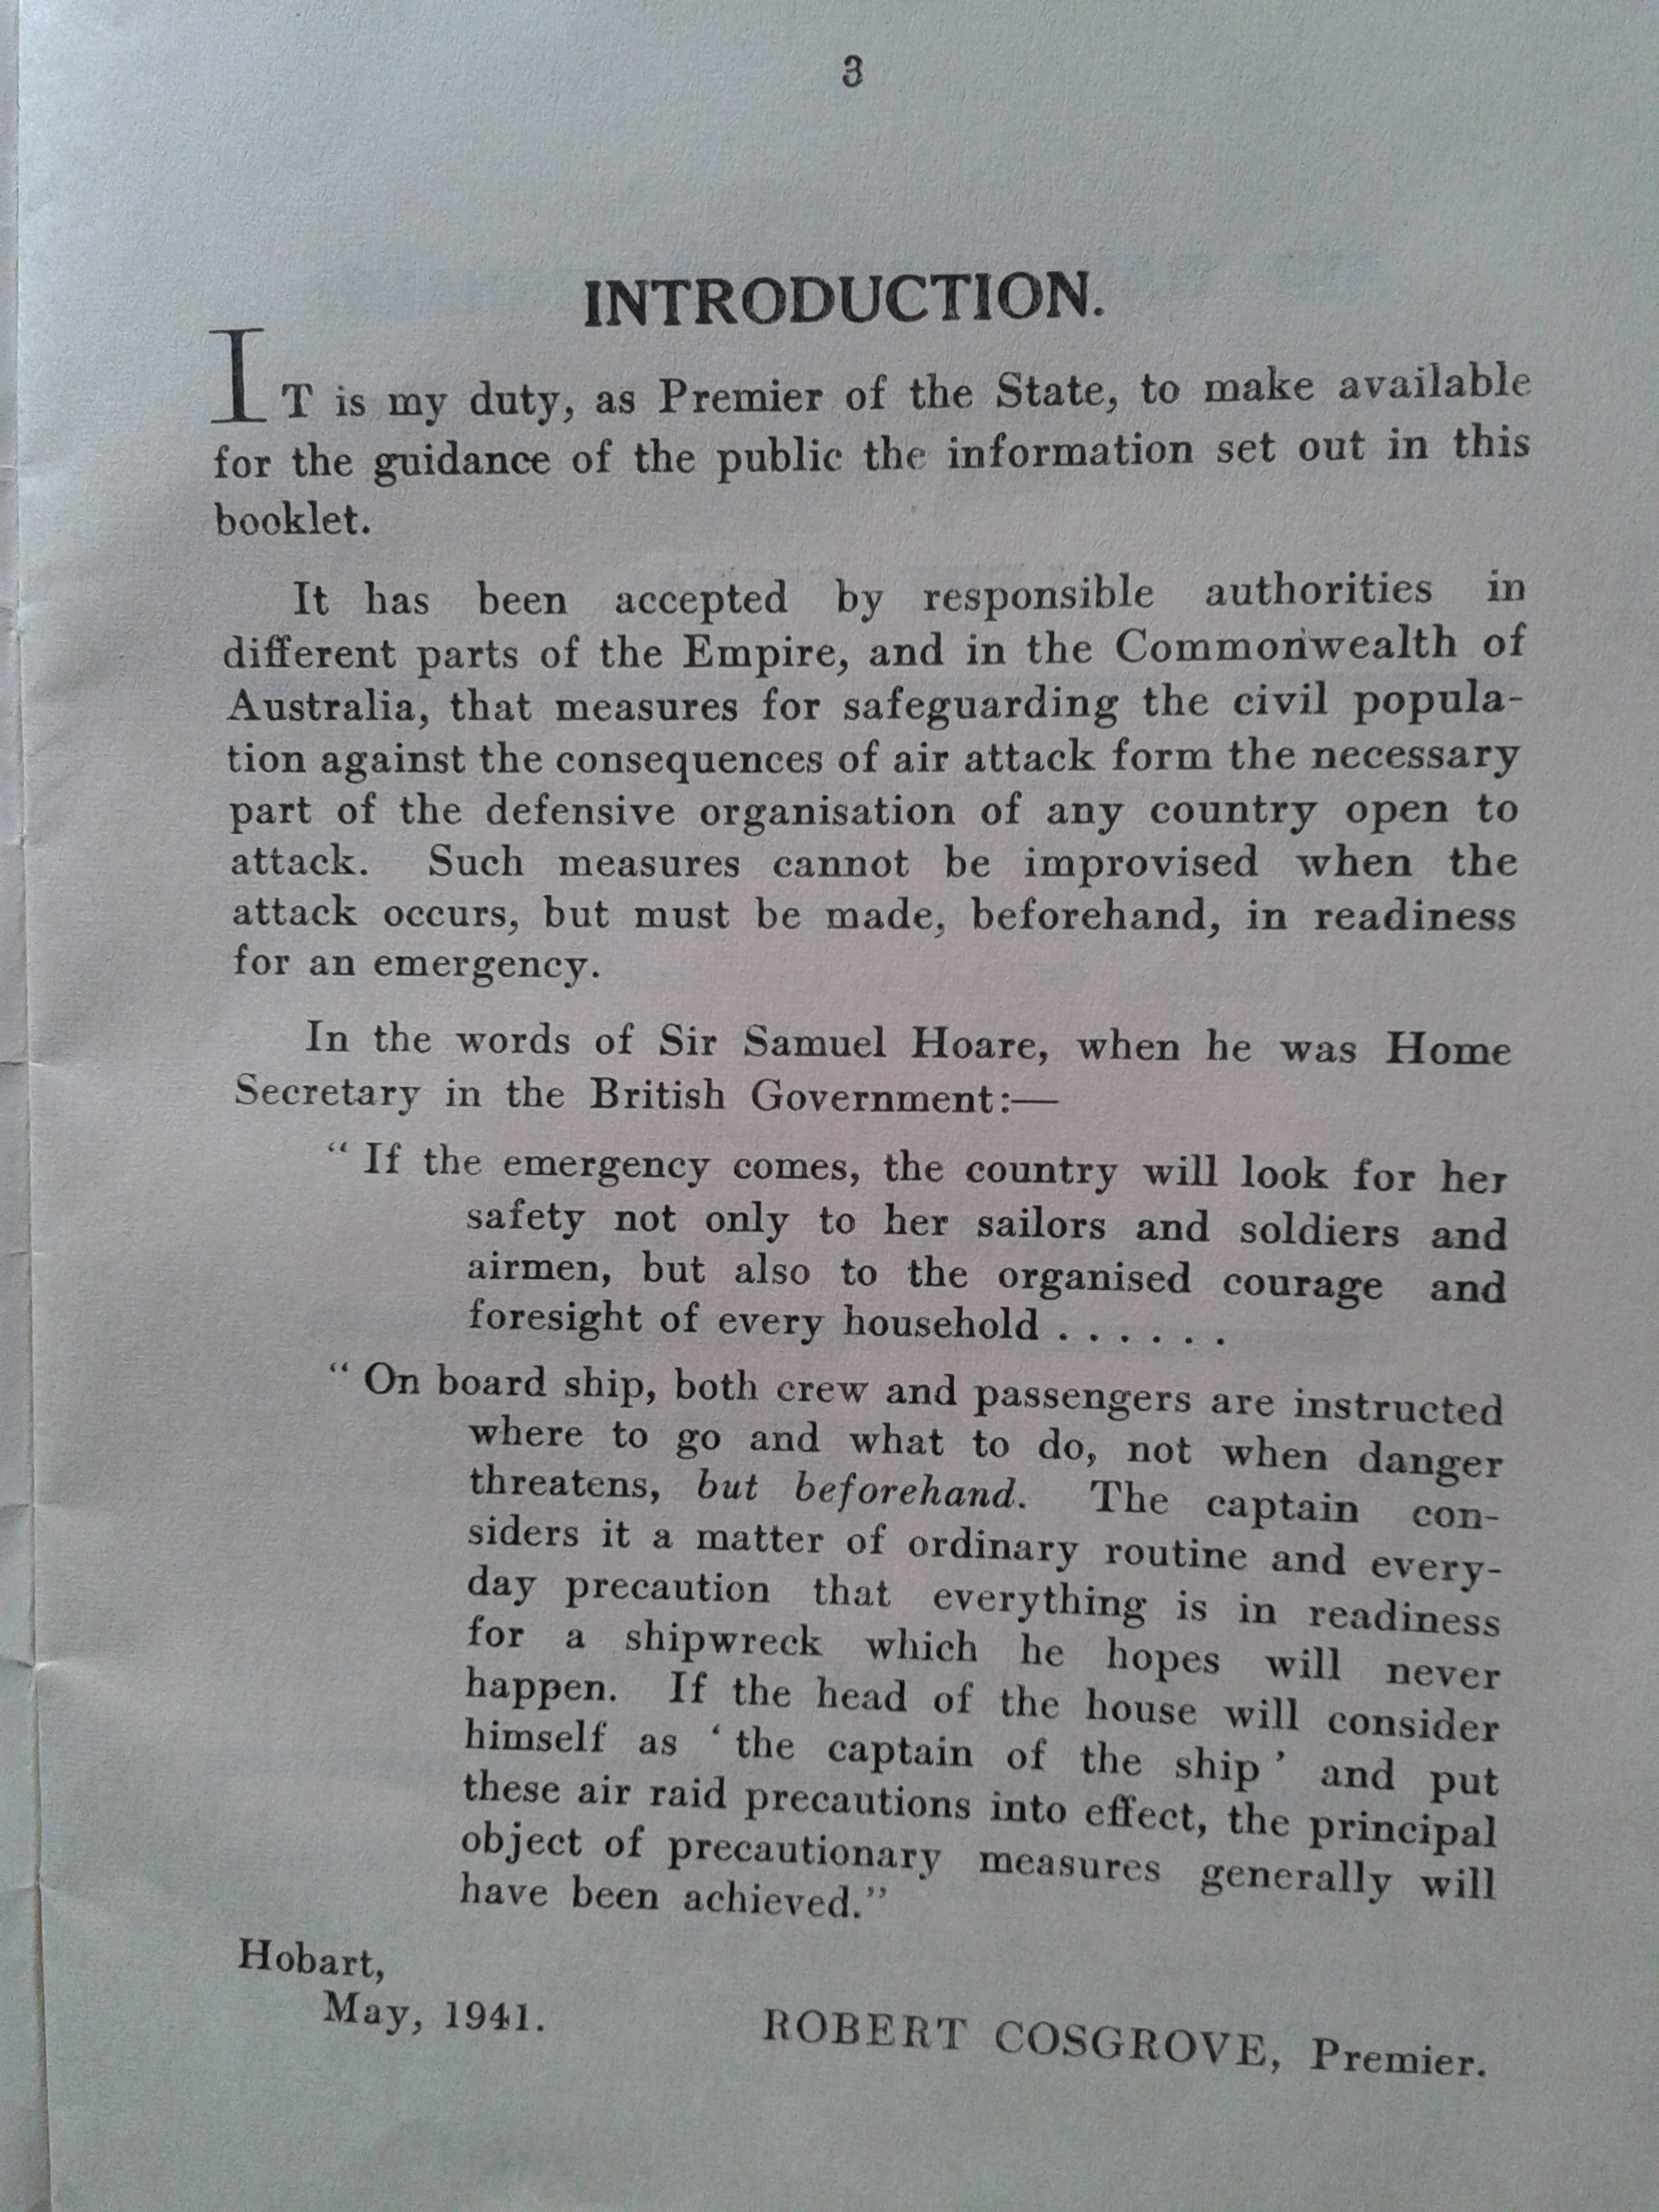 3
INTRODUCTION.
IT is my duty, as Premier of the State, to make available
for the guidance of the public the information set out in this
booklet.
It has been accepted by responsible authorities in
different parts of the Empire, and in the Commonwealth of
Australia, that measures for safeguarding the civil popula-
tion against the consequences of air attack form the necessary
part of the defensive organisation of any country open to
attack. Such measures cannot be improvised when the
attack occurs, but must be made, beforehand, in readiness
for an emergency.
In the words of Sir Samuel Hoare, when he was Home
Secretary in the British Government:—
“ If the emergency comes, the country will look for her
safety not only to her sailors and soldiers and
airmen, but also to the organised courage and
foresight of every household . . . . . .
“ On board ship, both crew and passengers are instructed
where to go and what to do, not when danger
threatens, but beforehand. The captain con-
siders it a matter of ordinary routine and every-
day precaution that everything is in readiness
for a shipwreck which he hopes will never
happen. If the head of the house will consider
himself as ‘ the captain of the ship ’ and put
these air raid precautions into effect, the principal
object of precautionary measures generally will
have been achieved.”
Hobart,
May, 1941.
ROBERT COSGROVE, Premier.